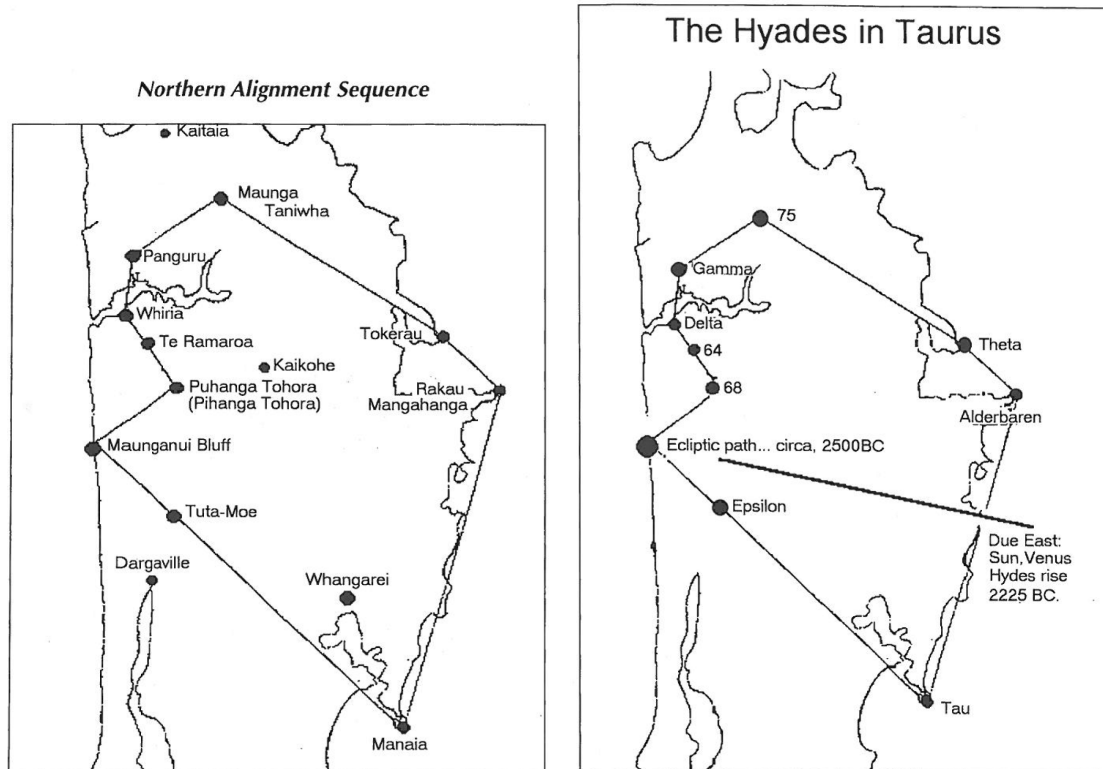 Northern Alignment Sequence
Kaitaia
Maunga
Taniwha
Panguru
Whiria
Te Ramaroa
Tokerau
Kaikohe
Puhanga Tohora
(Pihanga Tohora)
Rakau
Mangahanga
Maunganui Bluff
Tuta-Moe
Dargaville
Whangarei
Manaia
The Hyades in Taurus
75
Gamma
Delta
64
Theta
68
Alderbaren
Ecliptic path... circa, 2500BC
Epsilon
Due East:
Sun, Venus
Hydes rise
2225 BC.
Tau